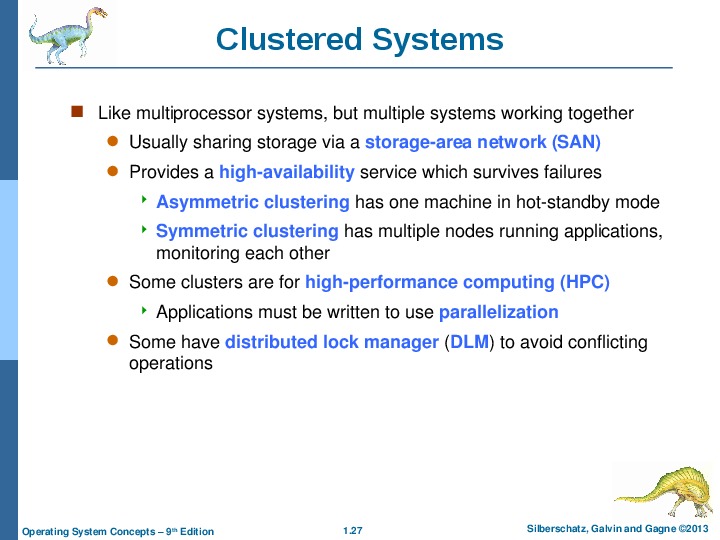 Clustered Systems
Like multiprocessor systems, but multiple systems working together
Usually sharing storage via a storage-area network (SAN)
Provides a high-availability service which survives failures
Asymmetric clustering has one machine in hot-standby mode
Symmetric clustering has multiple nodes running applications,
monitoring each other
Some clusters are for high-performance computing (HPC)
Applications must be written to use parallelization
Some have distributed lock manager (DLM) to avoid conflicting
operations
Operating System Concepts – 9th Edition
1.27
Silberschatz, Galvin and Gagne ©2013